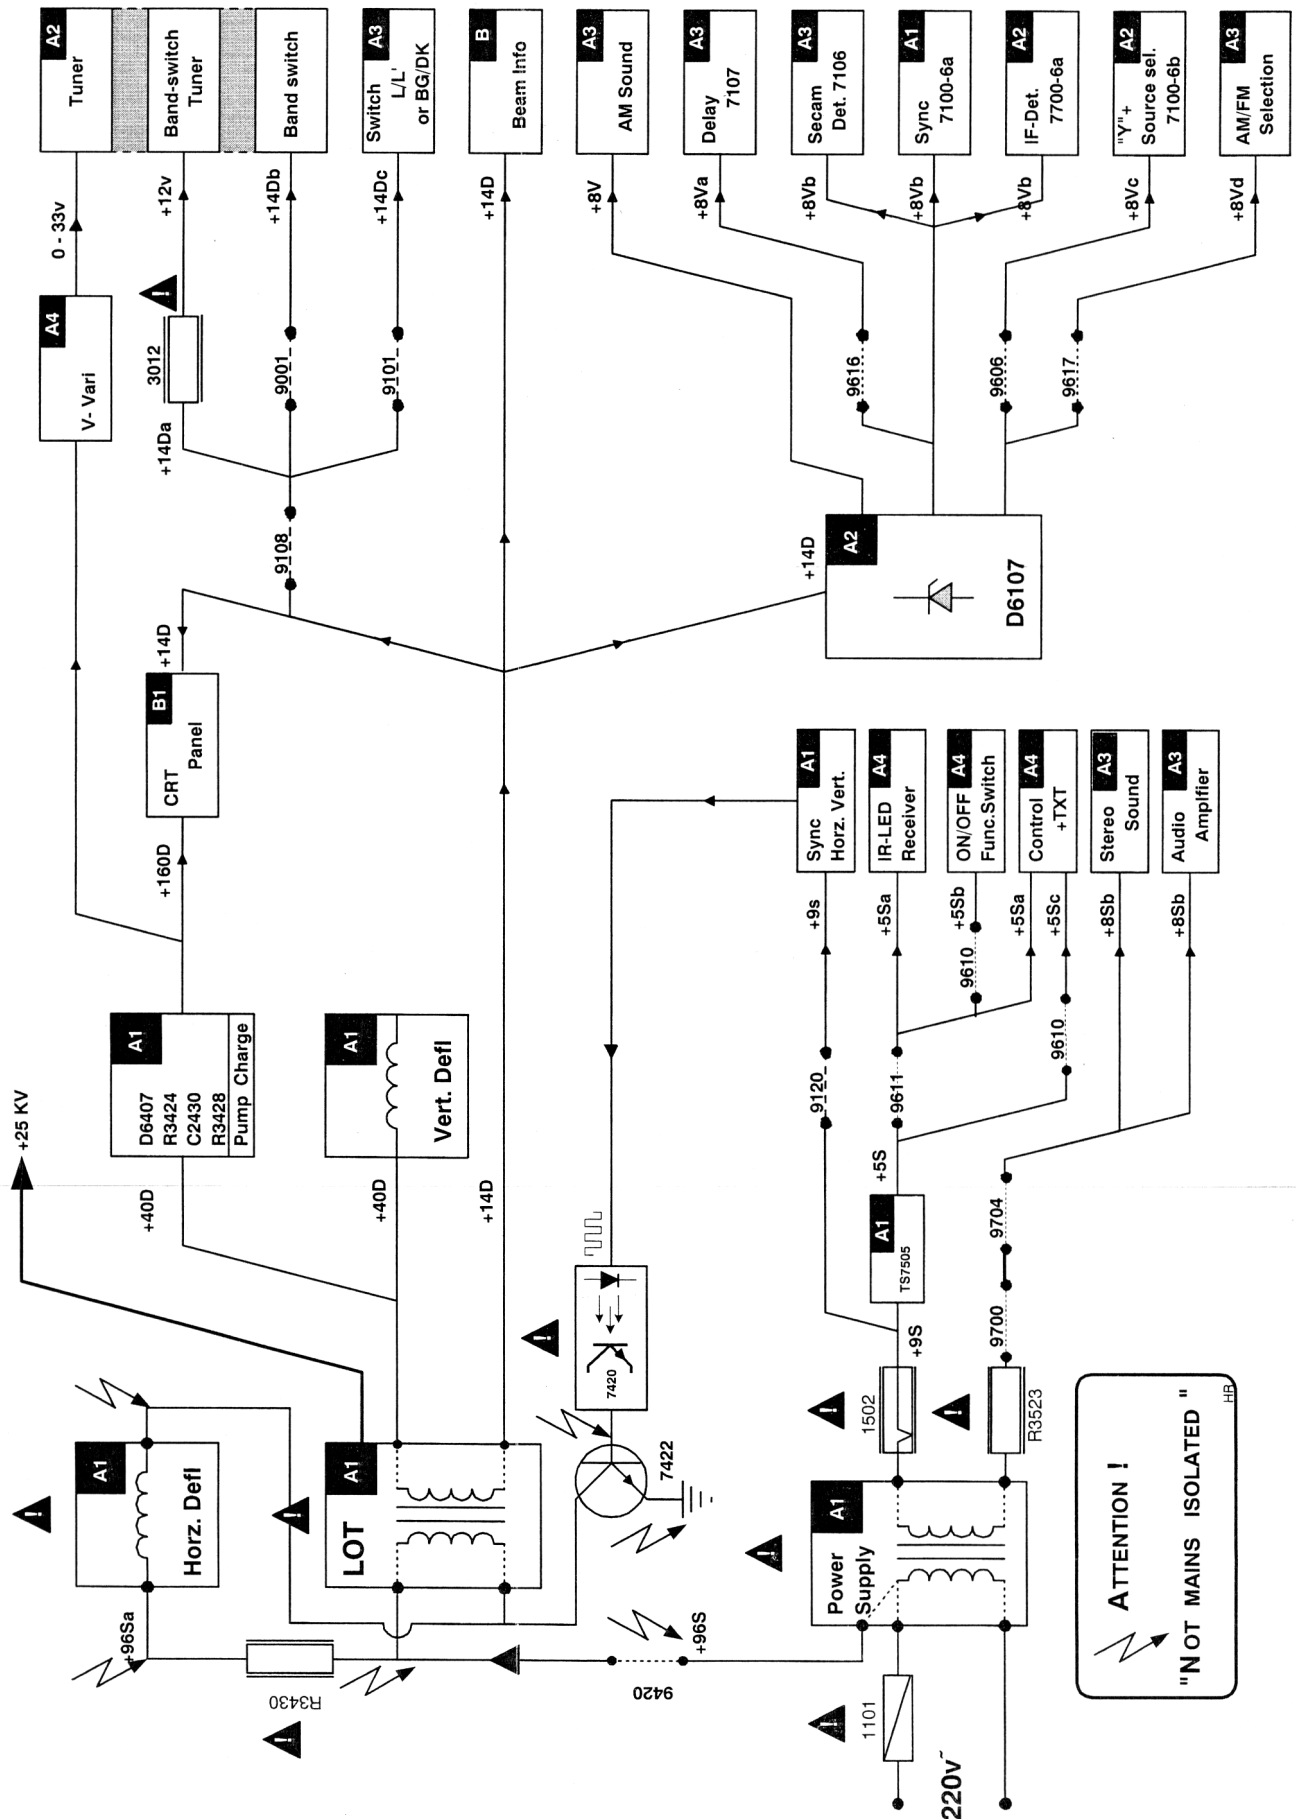 A2
Tuner
Band-switch
Tuner
Band switch
A3
Switch
L/L'
or BG/DK
B
Beam Info
A3
AM Sound
A3
Delay
7107
A3
Secam
Det. 7106
A1
Sync
7100-6a
A2
IF-Det.
7700-6a
A2
"Y"+
Source sel.
7100-6b
A3
AM/FM
Selection
0 - 33v
+12v
+14Db
+14Dc
+14D
+8V
+8Va
+8Vb
+8Vb
+8Vb
+8Vc
+8Vd
A4
V- Vari
!
3012
+14Da
9001
9101
9108
9616
9606
9617
+14D
A2
D6107
+14D
B1
CRT
Panel
+160D
A1
D6407
R3424
C2430
R3428
Pump Charge
+40D
+25 KV
A1
Vert. Defl
+40D
+14D
A1
Sync
Horz. Vert.
A4
IR-LED
Receiver
A4
ON/OFF
Func.Switch
A4
Control
+TXT
A3
Stereo
Sound
A3
Audio
Amplfier
+9s
+5Sa
+5Sb
+5Sa
+5Sc
+8Sb
+8Sb
9120
9611
9610
9610
+5S
A1
TS7505
9704
9700
+9S
!
1502
!
R3523
!
7420
7422
!
A1
Horz. Defl
!
A1
LOT
+96Sa
R3430
!
9420
+96S
!
A1
Power
Supply
!
1101
220v~
ATTENTION !
"NOT MAINS ISOLATED "
HR